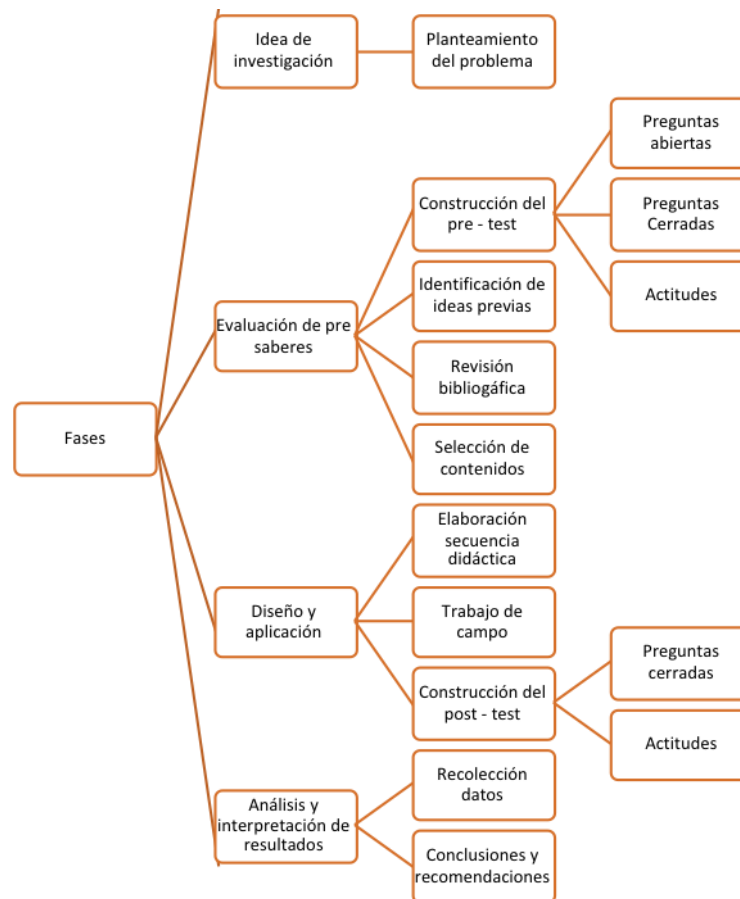 Idea de
investigación
Planteamiento
del problema
Preguntas
abiertas
Construcción del
pre - test
Preguntas
Cerradas
Identificación de
ideas previas
Actitudes
Evaluación de pre
saberes
Revisión
bibliogáfica
Fases
Selección de
contenidos
Elaboración
secuencia
didáctica
Diseño y
aplicación
Trabajo de
campo
Preguntas
cerradas
Construcción del
post - test
Actitudes
Recolección
datos
Análisis y
interpretación de
resultados
Conclusiones y
recomendaciones